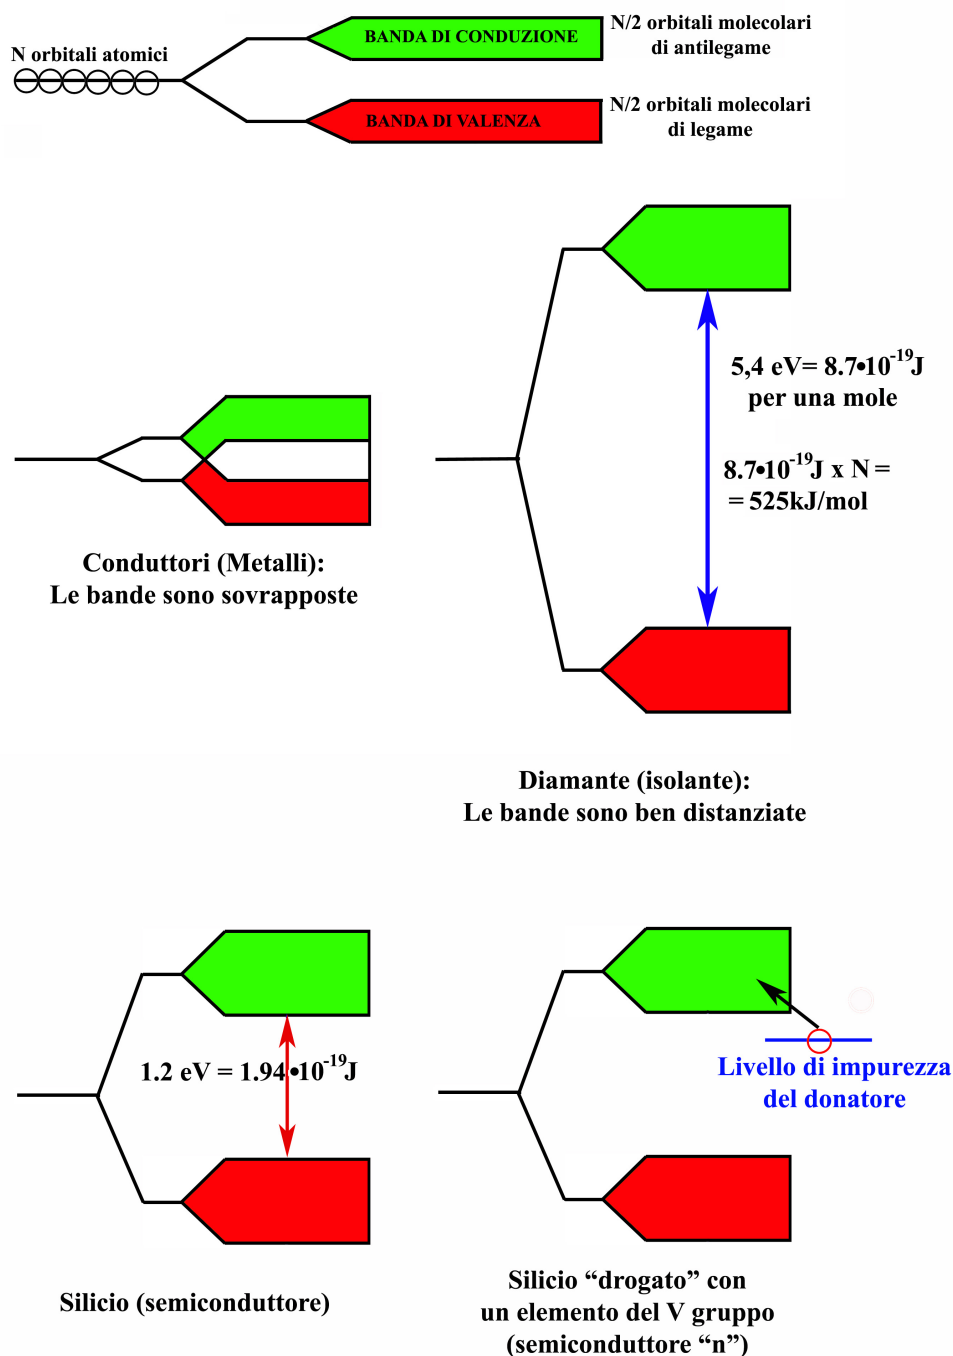 N orbitali atomici
BANDA DI CONDUZIONE
N/2 orbitali molecolari
di antilegame
BANDA DI VALENZA
N/2 orbitali molecolari
di legame
5,4 eV= 8.7•10⁻¹⁹J
per una mole
8.7•10⁻¹⁹J x N =
= 525kJ/mol
Conduttori (Metalli):
Le bande sono sovrapposte
Diamante (isolante):
Le bande sono ben distanziate
1.2 eV = 1.94•10⁻¹⁹J
Livello di impurezza
del donatore
Silicio (semiconduttore)
Silicio “drogato” con
un elemento del V gruppo
(semiconduttore “n”)